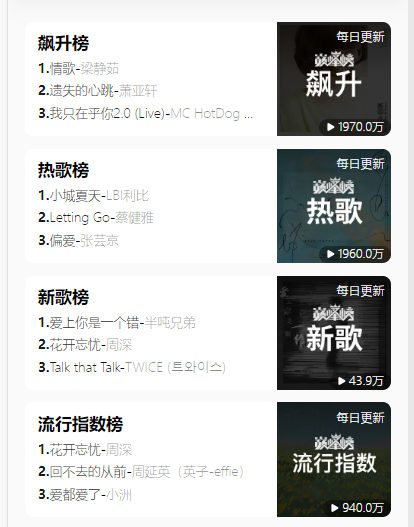 飙升榜
每日更新
1.情歌-梁静茹
2.遗失的心跳-萧亚轩
3.我只在乎你2.0 (Live)-MC HotDog ...
巅峰榜
飙升
1970.0万
热歌榜
每日更新
1.小城夏天-LBI利比
2.Letting Go-蔡健雅
3.偏爱-张芸京
巅峰榜
热歌
1960.0万
新歌榜
每日更新
1.爱上你是一个错-半吨兄弟
2.花开忘忧-周深
3.Talk that Talk-TWICE (트와이스)
巅峰榜
新歌
43.9万
流行指数榜
每日更新
1.花开忘忧-周深
2.回不去的从前-周延英（英子-effie）
3.爱都爱了-小洲
巅峰榜
流行指数
940.0万